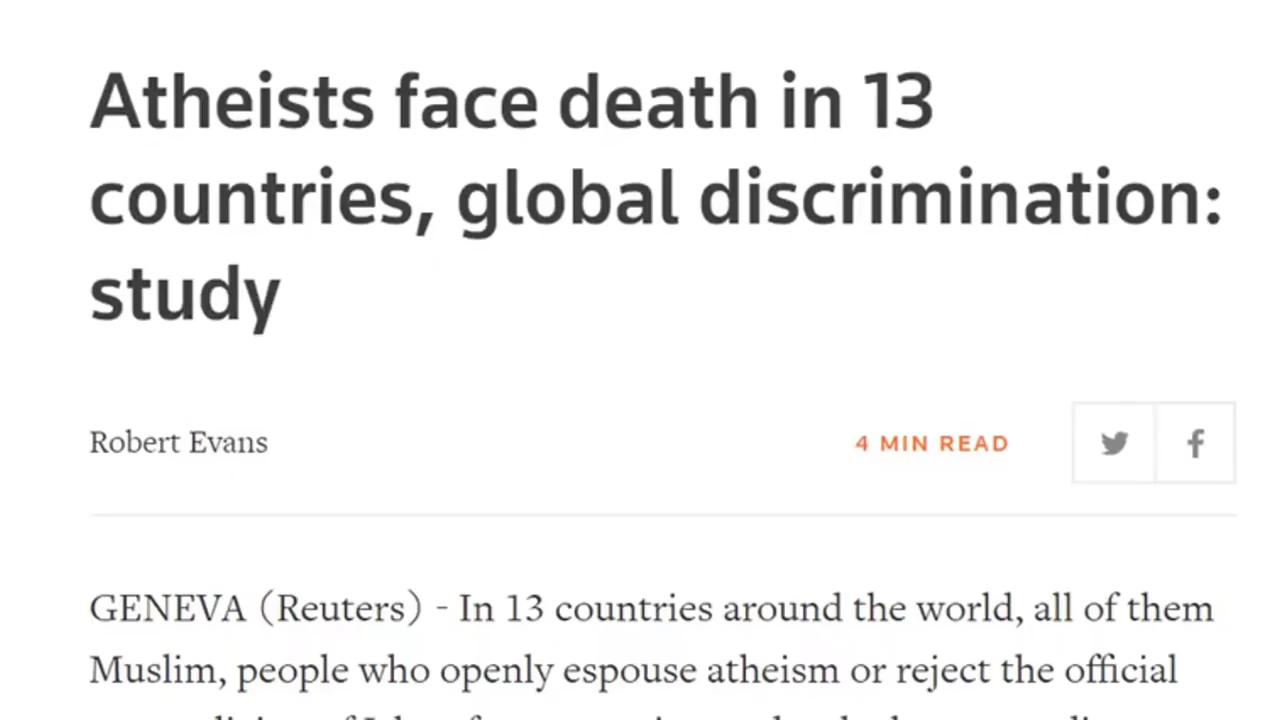 Atheists face death in 13
countries, global discrimination:
study
Robert Evans
4 MIN READ
GENEVA (Reuters) - In 13 countries around the world, all of them
Muslim, people who openly espouse atheism or reject the official